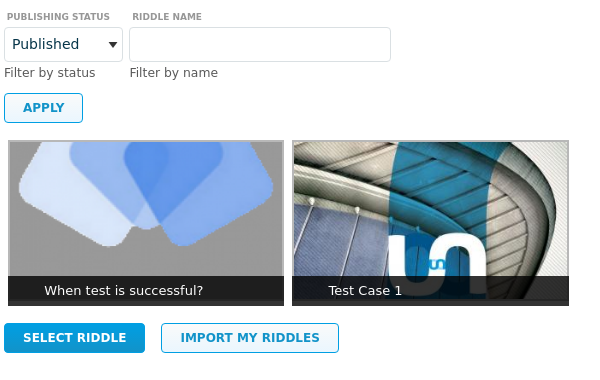 PUBLISHING STATUS
RIDDLE NAME
Published
Filter by status
Filter by name
APPLY
When test is successful?
Test Case 1
SELECT RIDDLE
IMPORT MY RIDDLES